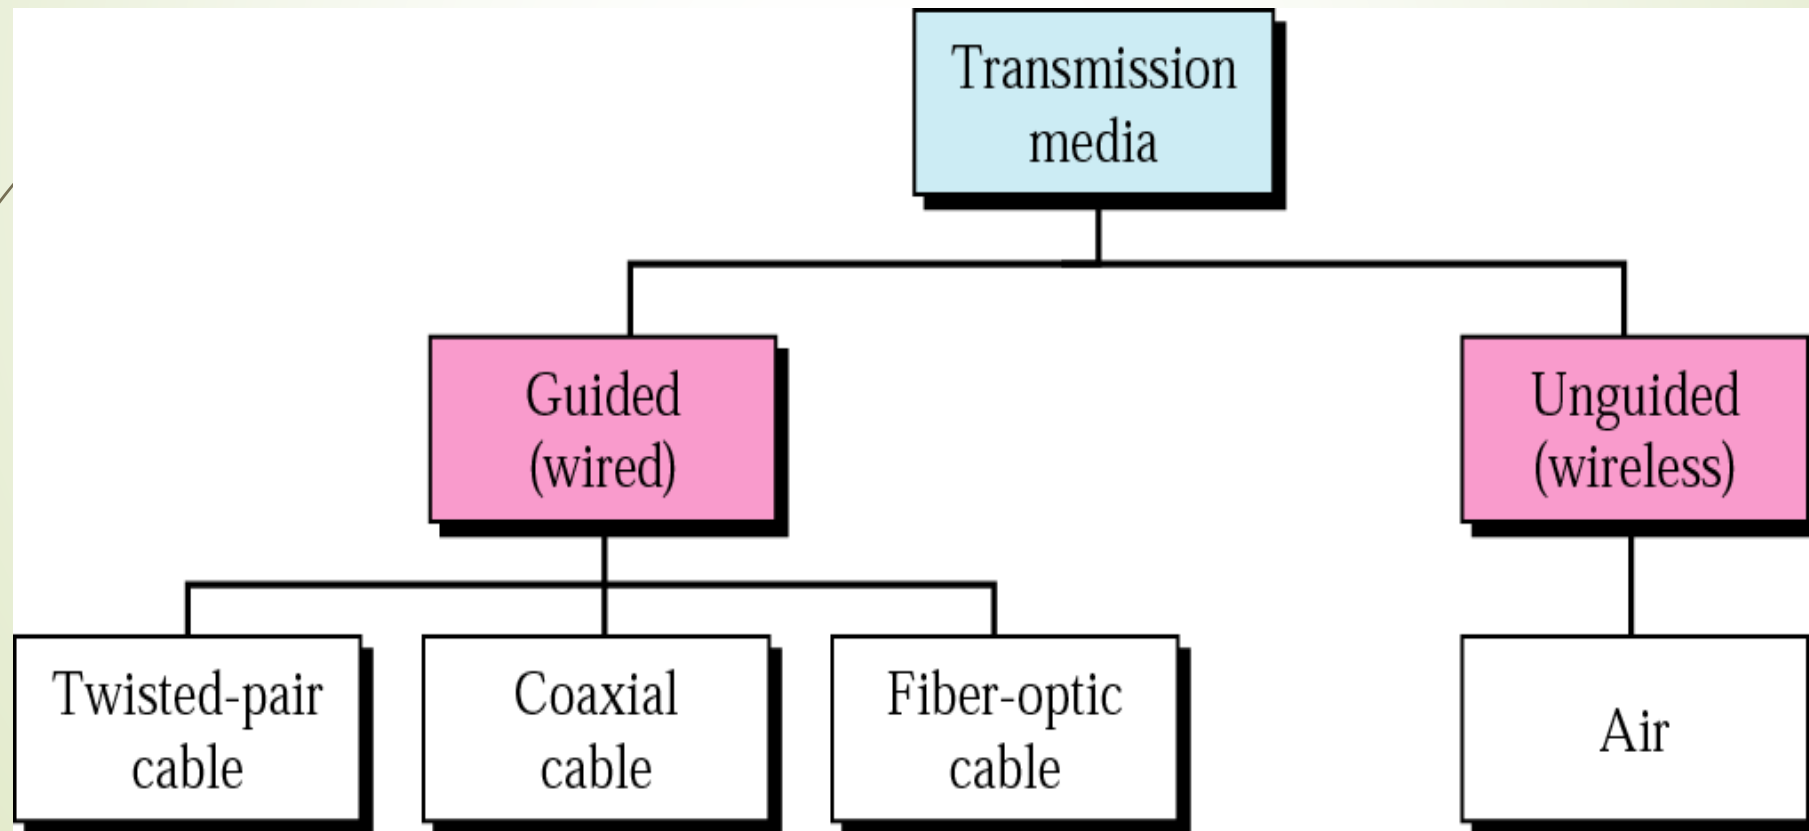 Transmission
media
Guided
(wired)
Unguided
(wireless)
Twisted-pair
cable
Coaxial
cable
Fiber-optic
cable
Air